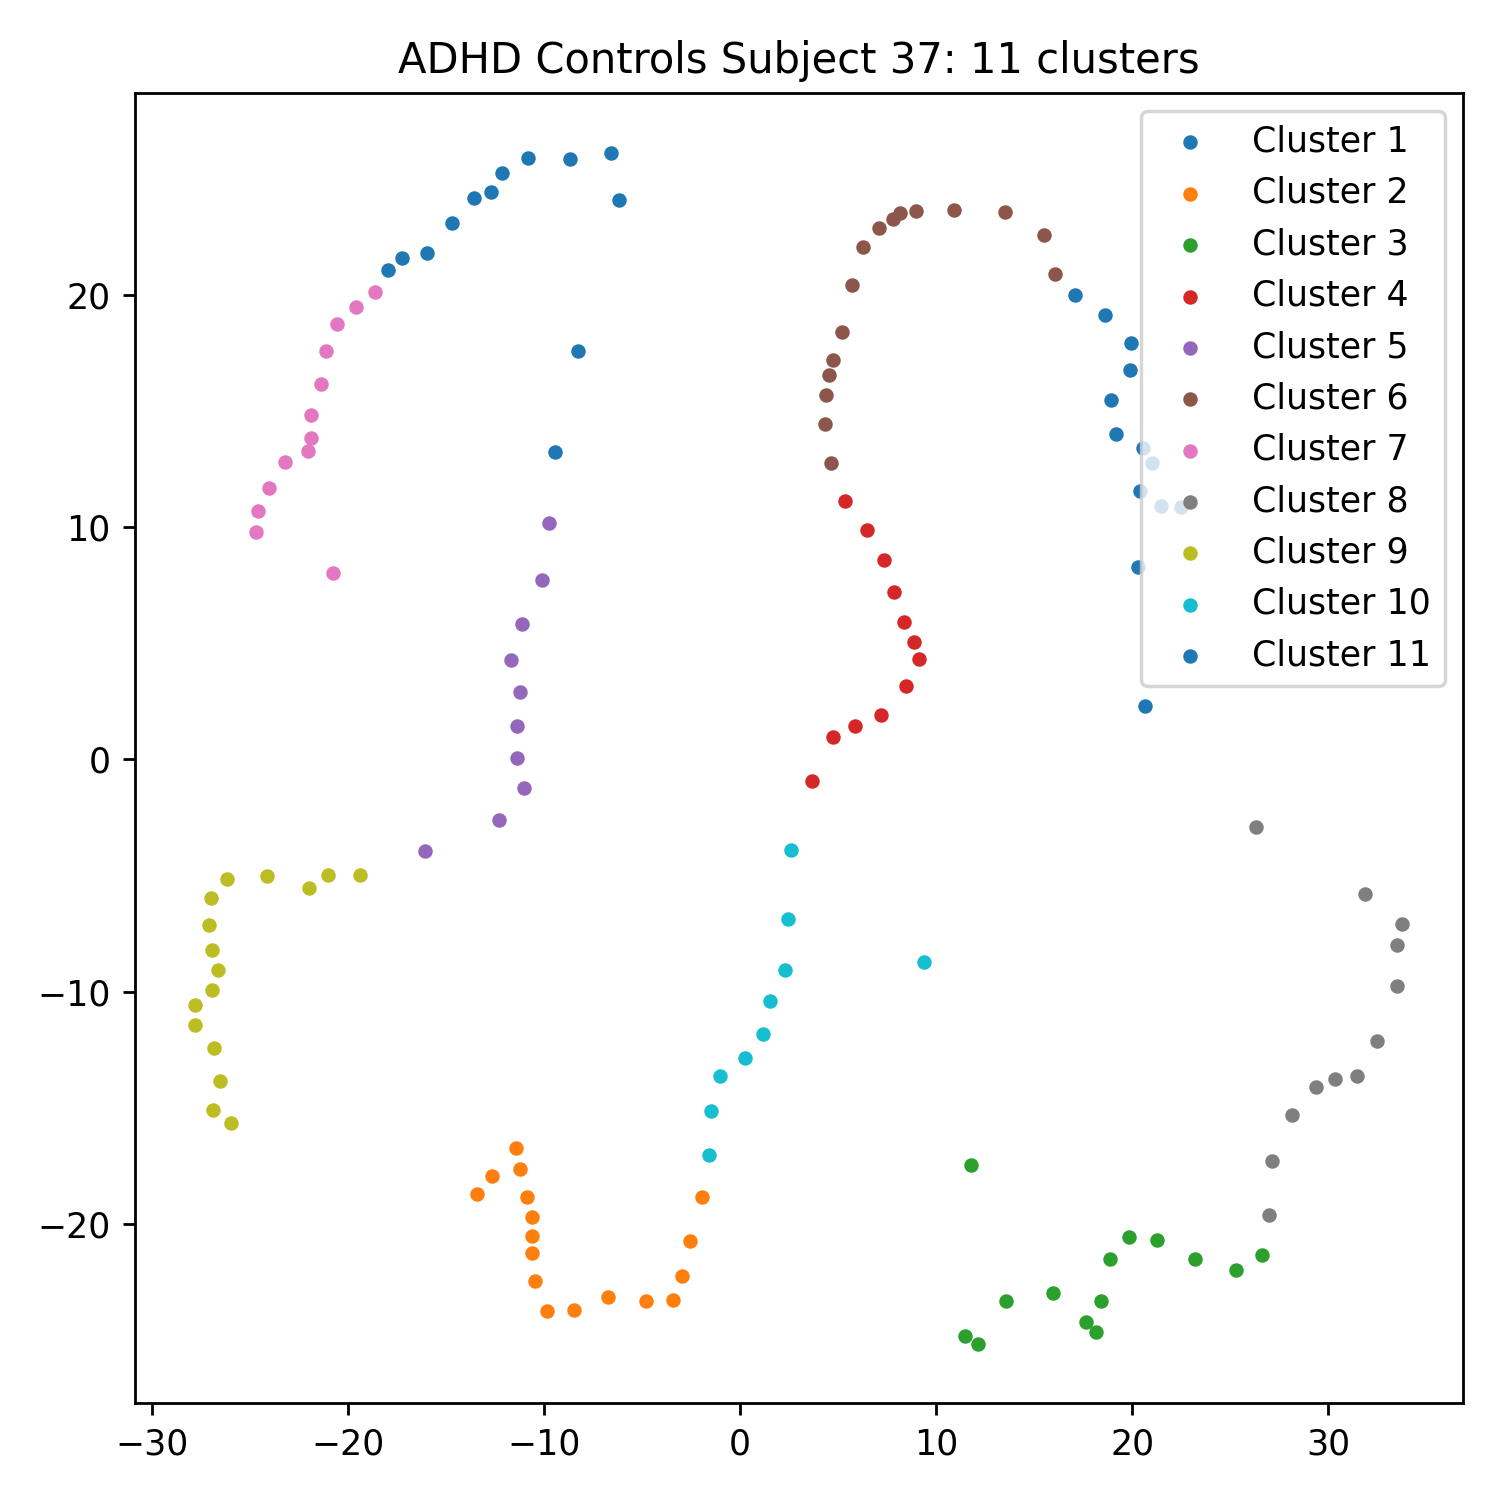 ADHD Controls Subject 37: 11 clusters
Cluster 1
Cluster 2
Cluster 3
Cluster 4
Cluster 5
Cluster 6
Cluster 7
Cluster 8
Cluster 9
Cluster 10
Cluster 11
20
10
0
−10
−20
−30 −20 −10 0 10 20 30